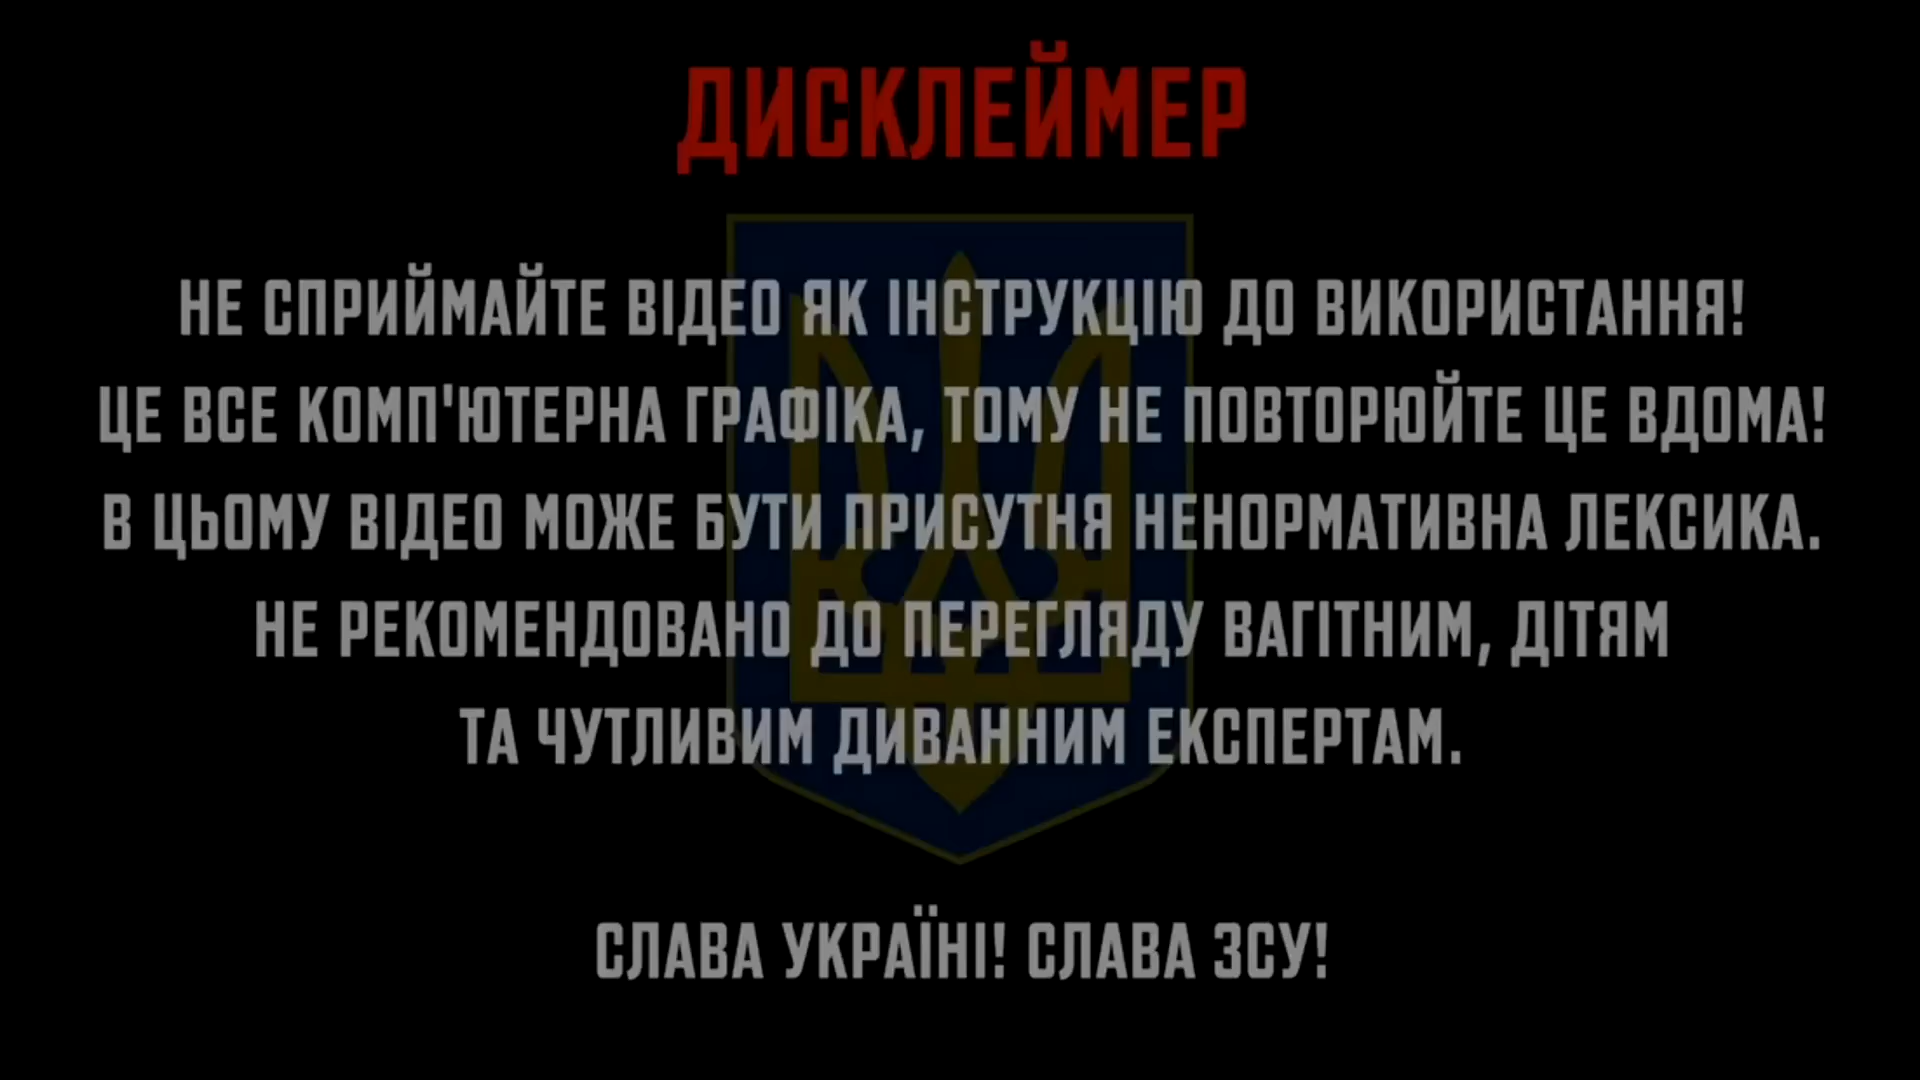 ДИСКЛЕЙМЕР
НЕ СПРИЙМАЙТЕ ВІДЕО ЯК ІНСТРУКЦІЮ ДО ВИКОРИСТАННЯ!
ЦЕ ВСЕ КОМП'ЮТЕРНА ГРАФІКА, ТОМУ НЕ ПОВТОРЮЙТЕ ЦЕ ВДОМА!
В ЦЬОМУ ВІДЕО МОЖЕ БУТИ ПРИСУТНЯ НЕНОРМАТИВНА ЛЕКСИКА.
НЕ РЕКОМЕНДОВАНО ДО ПЕРЕГЛЯДУ ВАГІТНИМ, ДІТЯМ
ТА ЧУТЛИВИМ ДИВАННИМ ЕКСПЕРТАМ.
СЛАВА УКРАЇНІ! СЛАВА ЗСУ!